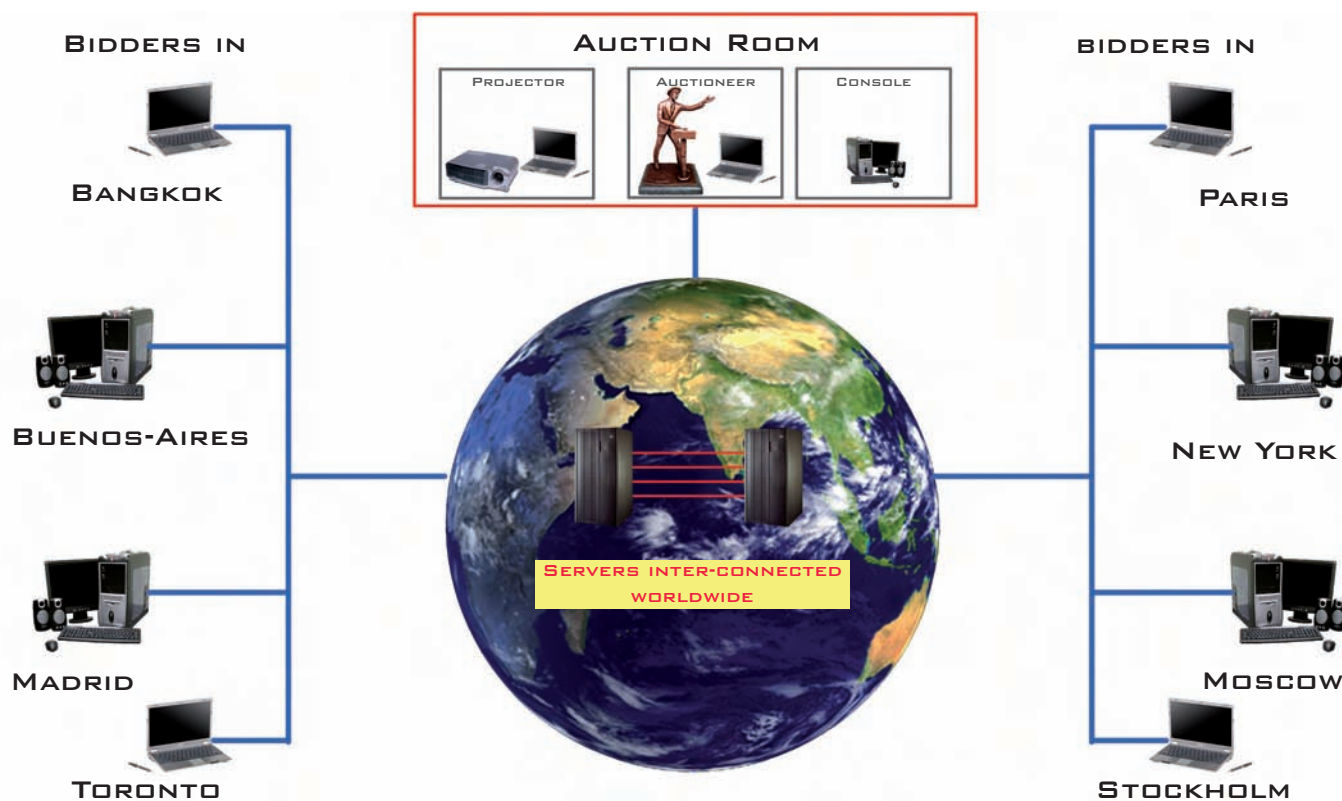 BIDDERS IN
AUCTION ROOM
BIDDERS IN
PROJECTOR
AUCTIONEER
CONSOLE
BANGKOK
PARIS
BUENOS-AIRES
NEW YORK
SERVERS INTER-CONNECTED
WORLDWIDE
MADRID
MOSCOW
TORONTO
STOCKHOLM